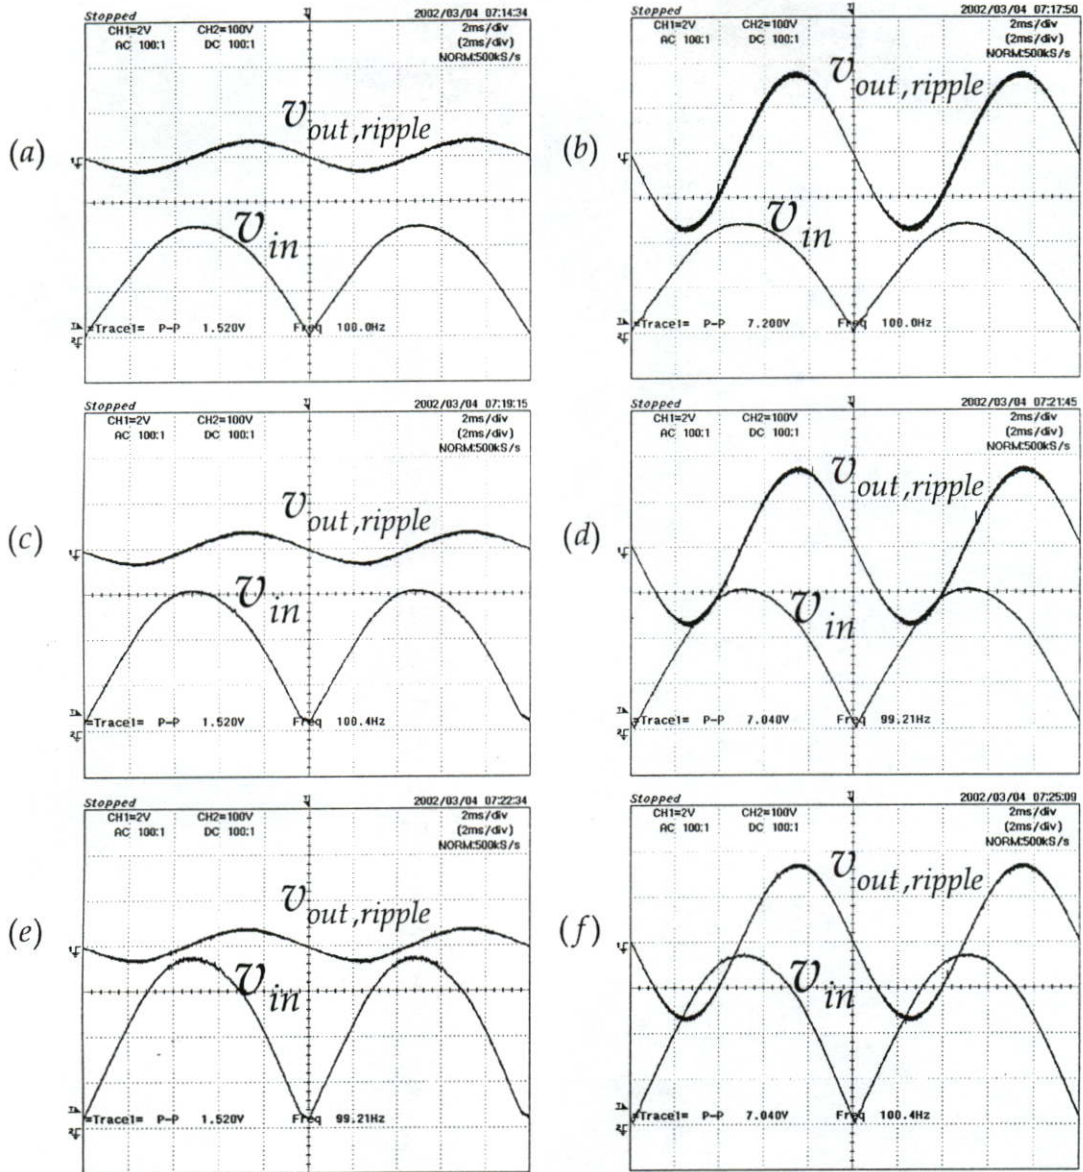 Stopped 2002/03/04 07:14:34
CH1=2V CH2=100V 2ms/div
AC 100:1 DC 100:1 (2ms/div)
NORM:500kS/s
(a)
v out,ripple
v in
=Trace1= P-P 1.520V Freq 100.0Hz
Stopped 2002/03/04 07:17:50
CH1=2V CH2=100V 2ms/div
AC 100:1 DC 100:1 (2ms/div)
NORM:500kS/s
(b)
v out,ripple
v in
=Trace1= P-P 7.200V Freq 100.0Hz
Stopped 2002/03/04 07:19:15
CH1=2V CH2=100V 2ms/div
AC 100:1 DC 100:1 (2ms/div)
NORM:500kS/s
(c)
v out,ripple
v in
=Trace1= P-P 1.520V Freq 100.4Hz
Stopped 2002/03/04 07:21:45
CH1=2V CH2=100V 2ms/div
AC 100:1 DC 100:1 (2ms/div)
NORM:500kS/s
(d)
v out,ripple
v in
=Trace1= P-P 7.040V Freq 99.21Hz
Stopped 2002/03/04 07:22:34
CH1=2V CH2=100V 2ms/div
AC 100:1 DC 100:1 (2ms/div)
NORM:500kS/s
(e)
v out,ripple
v in
=Trace1= P-P 1.520V Freq 99.21Hz
Stopped 2002/03/04 07:25:09
CH1=2V CH2=100V 2ms/div
AC 100:1 DC 100:1 (2ms/div)
NORM:500kS/s
(f)
v out,ripple
v in
=Trace1= P-P 7.040V Freq 100.4Hz